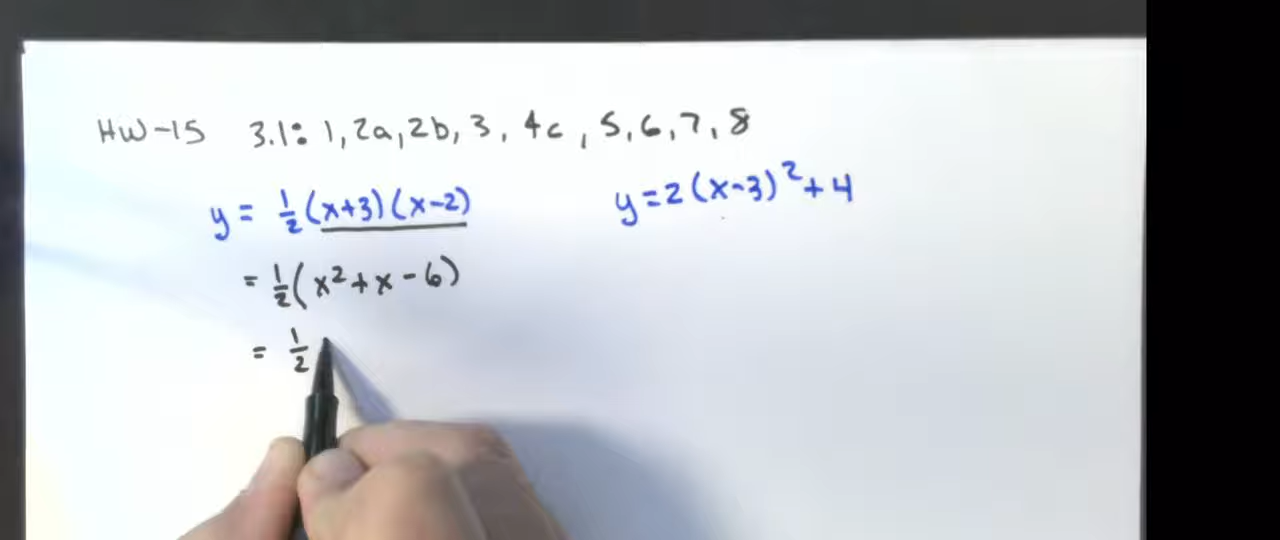 HW-15 3.1: 1, 2a, 2b, 3, 4c, 5, 6, 7, 8
y = 1/2 (x+3)(x-2)
y=2(x-3)²+4
= 1/2 (x²+x-6)
= 1/2